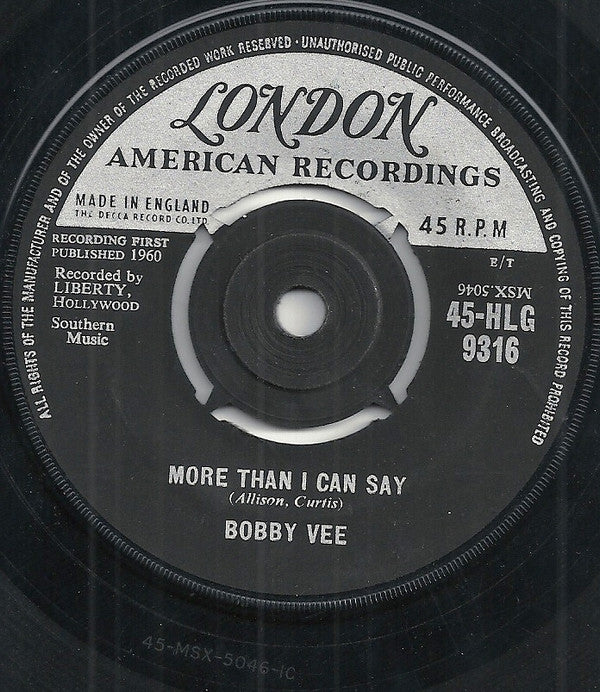 ALL RIGHTS OF THE MANUFACTURER AND OF THE OWNER OF THE RECORDED WORK RESERVED · UNAUTHORISED PUBLIC PERFORMANCE BROADCASTING AND COPYING OF THIS RECORD PROHIBITED
LONDON
AMERICAN RECORDINGS
MADE IN ENGLAND
THE DECCA RECORD CO. LTD
45 R.P.M
RECORDING FIRST
PUBLISHED 1960
Recorded by
LIBERTY,
HOLLYWOOD
Southern
Music
E/T
MSX.5046
45-HLG
9316
MORE THAN I CAN SAY
(Allison, Curtis)
BOBBY VEE
45-MSX-5046-1C